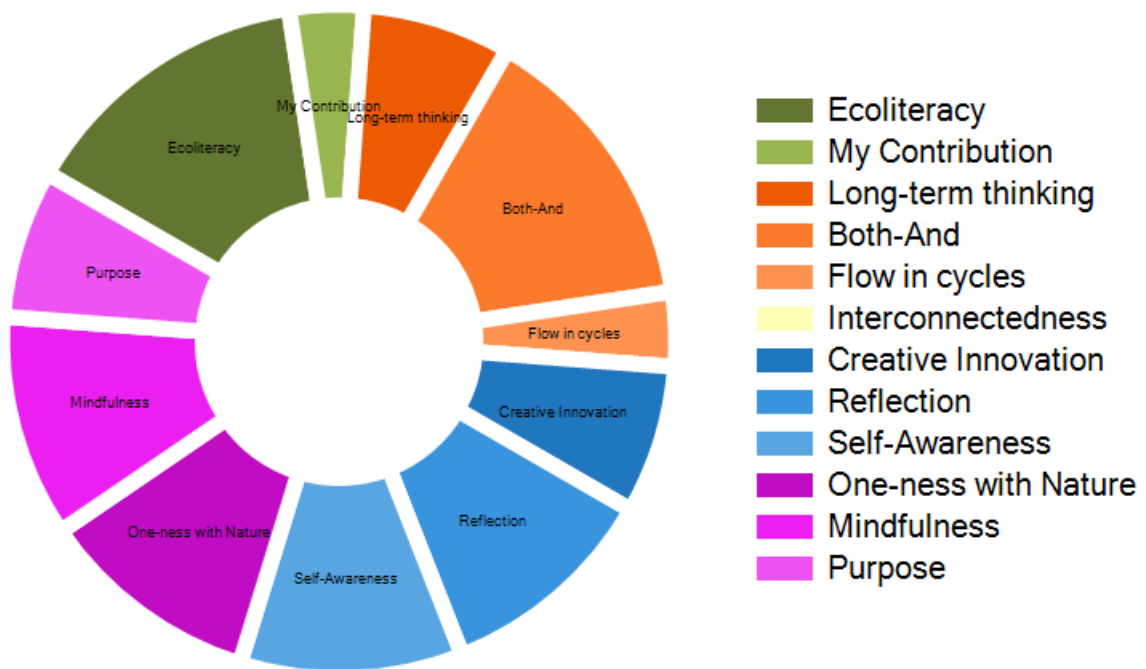 My Contribution
Long-term thinking
Ecoliteracy
Both-And
Purpose
Flow in cycles
Mindfulness
Creative Innovation
One-ness with Nature
Reflection
Self-Awareness
Ecoliteracy
My Contribution
Long-term thinking
Both-And
Flow in cycles
Interconnectedness
Creative Innovation
Reflection
Self-Awareness
One-ness with Nature
Mindfulness
Purpose